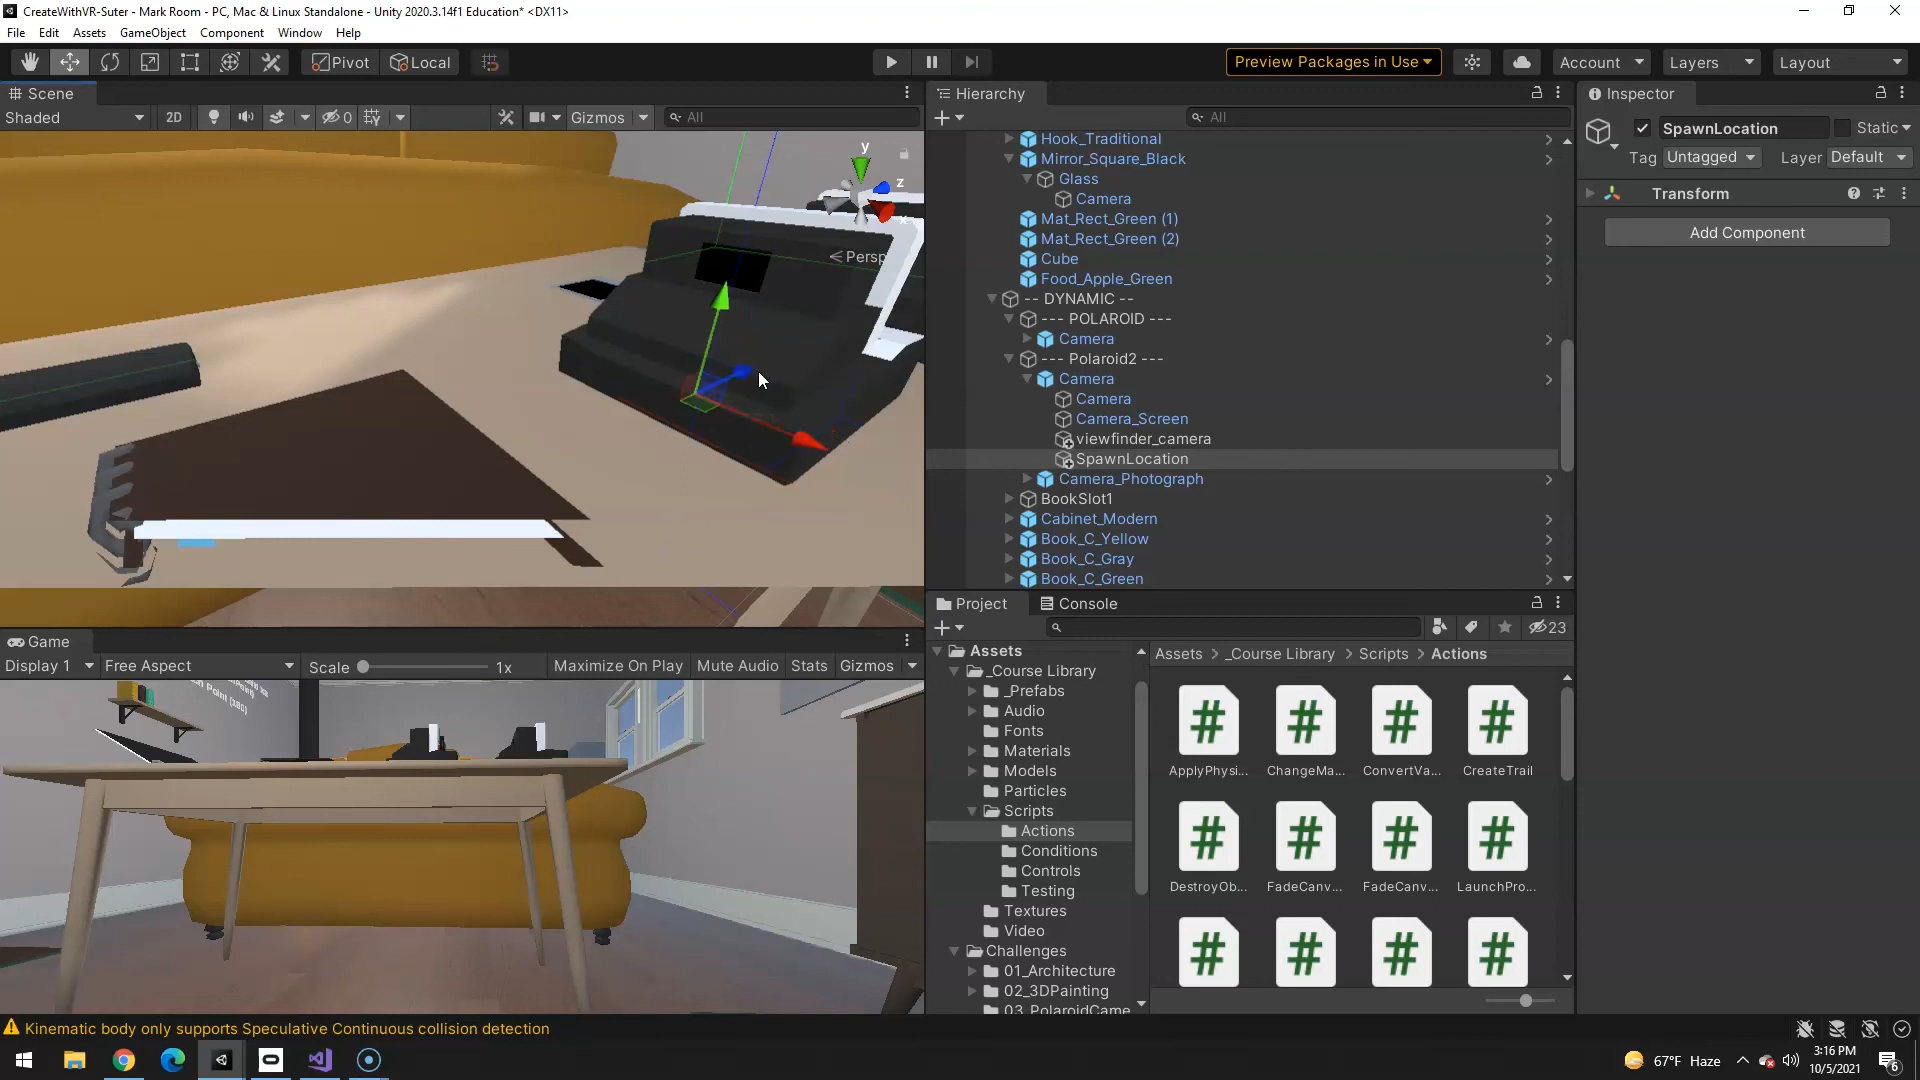 CreateWithVR-Suter - Mark Room - PC, Mac & Linux Standalone - Unity 2020.3.14f1 Education* <DX11>
File Edit Assets GameObject Component Window Help
Pivot Local Preview Packages in Use Account Layers Layout
Scene
Shaded 2D 0 Gizmos All
y
z
x
Persp
Hierarchy
All
Hook_Traditional
Mirror_Square_Black
Glass
Camera
Mat_Rect_Green (1)
Mat_Rect_Green (2)
Cube
Food_Apple_Green
-- DYNAMIC --
--- POLAROID ---
Camera
--- Polaroid2 ---
Camera
Camera
Camera_Screen
viewfinder_camera
SpawnLocation
Camera_Photograph
BookSlot1
Cabinet_Modern
Book_C_Yellow
Book_C_Gray
Book_C_Green
Inspector
SpawnLocation Static
Tag Untagged Layer Default
Transform
Add Component
Game
Display 1 Free Aspect Scale 1x Maximize On Play Mute Audio Stats Gizmos
Project Console
23
Assets
_Course Library
_Prefabs
Audio
Fonts
Materials
Models
Particles
Scripts
Actions
Conditions
Controls
Testing
Textures
Video
Challenges
01_Architecture
02_3DPainting
03_PolaroidCame
Assets > _Course Library > Scripts > Actions
ApplyPhysi... ChangeMa... ConvertVa... CreateTrail
DestroyOb... FadeCanv... FadeCanv... LaunchPro...
Kinematic body only supports Speculative Continuous collision detection
67°F Haze
3:16 PM
10/5/2021
6